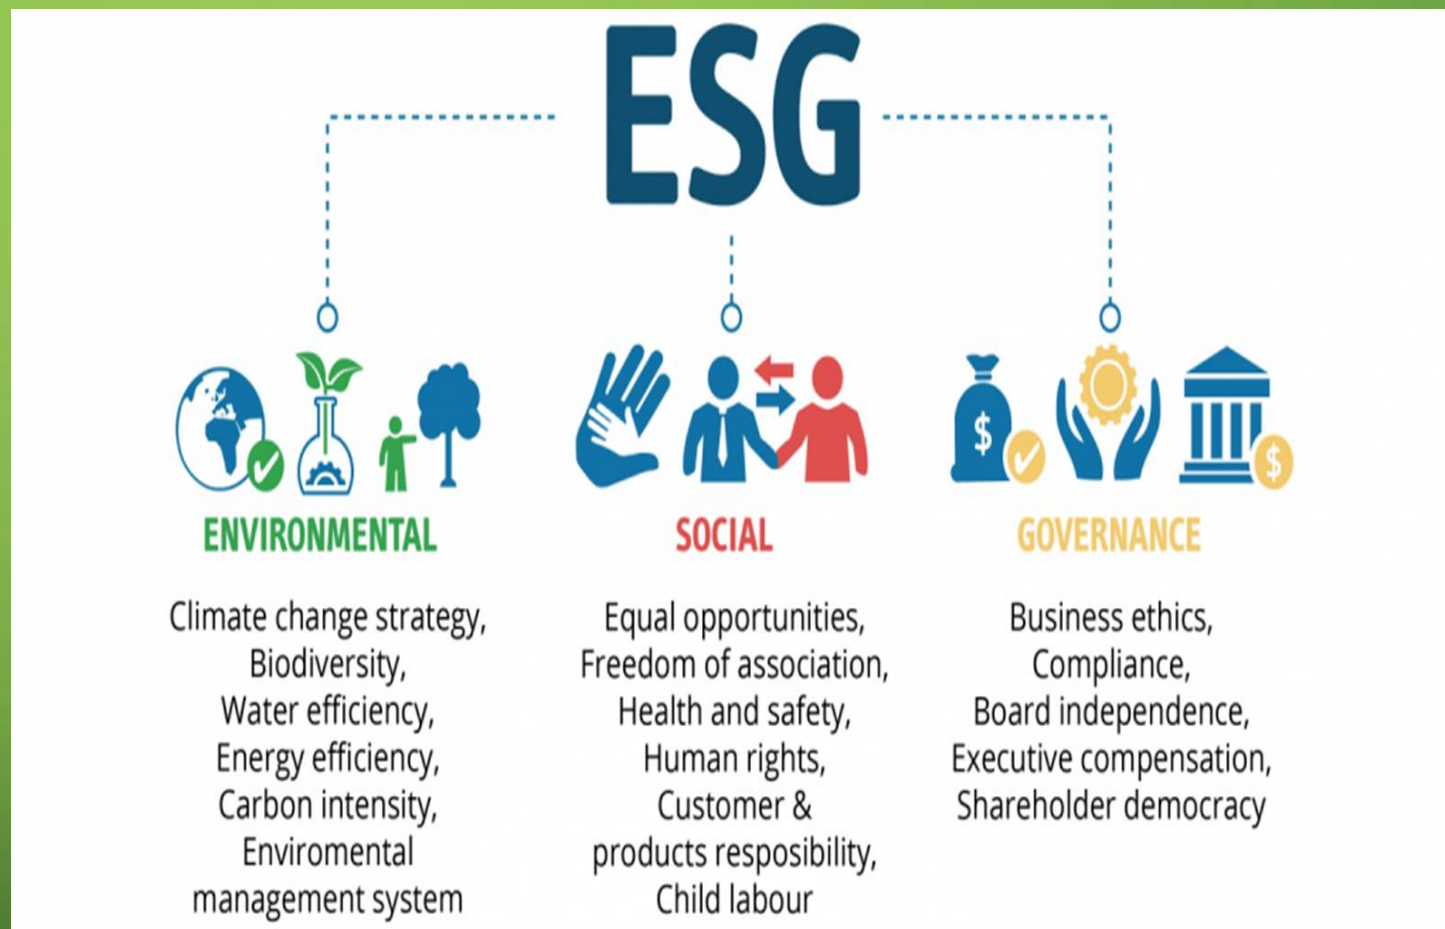 ESG
ENVIRONMENTAL
Climate change strategy,
Biodiversity,
Water efficiency,
Energy efficiency,
Carbon intensity,
Enviromental
management system
SOCIAL
Equal opportunities,
Freedom of association,
Health and safety,
Human rights,
Customer &
products resposibility,
Child labour
$
$
GOVERNANCE
Business ethics,
Compliance,
Board independence,
Executive compensation,
Shareholder democracy